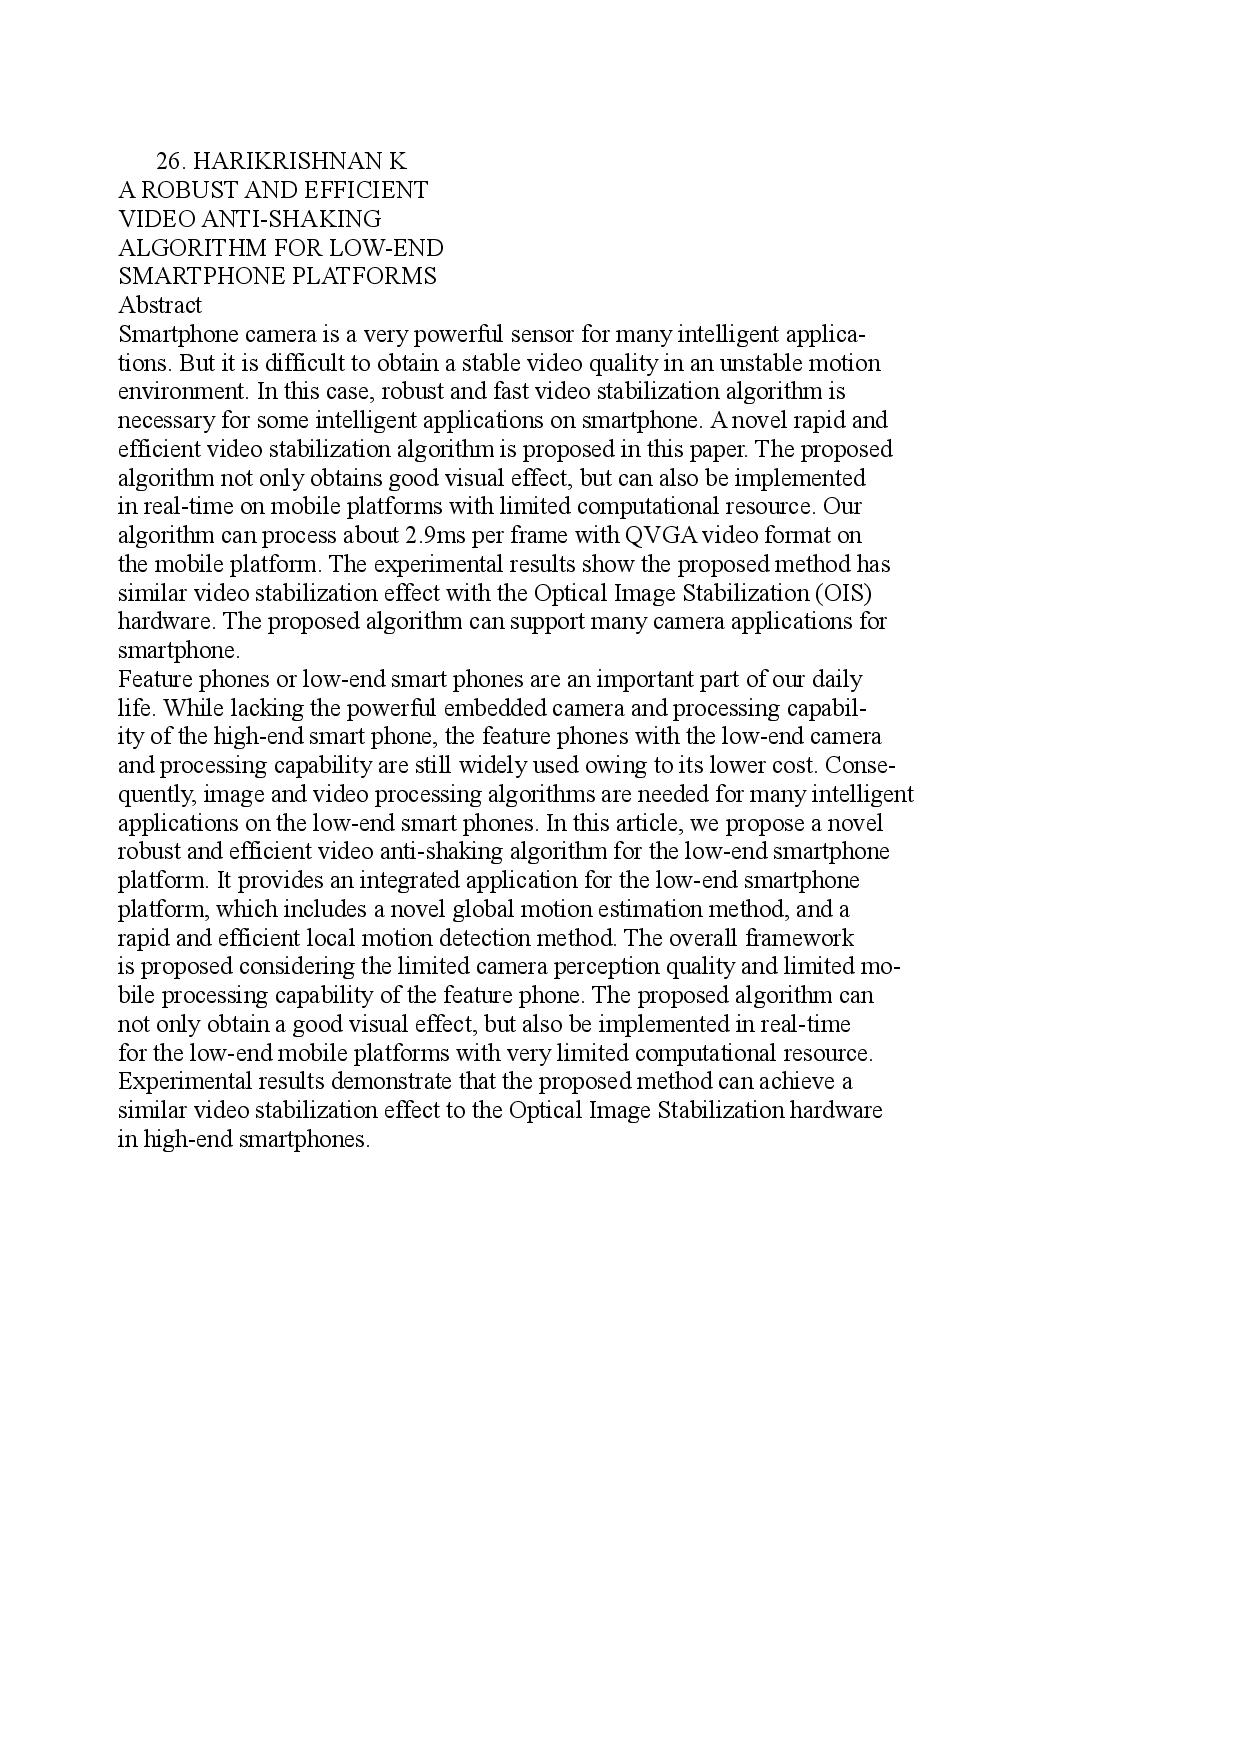 26. HARIKRISHNAN K
A ROBUST AND EFFICIENT
VIDEO ANTI-SHAKING
ALGORITHM FOR LOW-END
SMARTPHONE PLATFORMS
Abstract
Smartphone camera is a very powerful sensor for many intelligent applica-
tions. But it is difficult to obtain a stable video quality in an unstable motion
environment. In this case, robust and fast video stabilization algorithm is
necessary for some intelligent applications on smartphone. A novel rapid and
efficient video stabilization algorithm is proposed in this paper. The proposed
algorithm not only obtains good visual effect, but can also be implemented
in real-time on mobile platforms with limited computational resource. Our
algorithm can process about 2.9ms per frame with QVGA video format on
the mobile platform. The experimental results show the proposed method has
similar video stabilization effect with the Optical Image Stabilization (OIS)
hardware. The proposed algorithm can support many camera applications for
smartphone.
Feature phones or low-end smart phones are an important part of our daily
life. While lacking the powerful embedded camera and processing capabil-
ity of the high-end smart phone, the feature phones with the low-end camera
and processing capability are still widely used owing to its lower cost. Conse-
quently, image and video processing algorithms are needed for many intelligent
applications on the low-end smart phones. In this article, we propose a novel
robust and efficient video anti-shaking algorithm for the low-end smartphone
platform. It provides an integrated application for the low-end smartphone
platform, which includes a novel global motion estimation method, and a
rapid and efficient local motion detection method. The overall framework
is proposed considering the limited camera perception quality and limited mo-
bile processing capability of the feature phone. The proposed algorithm can
not only obtain a good visual effect, but also be implemented in real-time
for the low-end mobile platforms with very limited computational resource.
Experimental results demonstrate that the proposed method can achieve a
similar video stabilization effect to the Optical Image Stabilization hardware
in high-end smartphones.